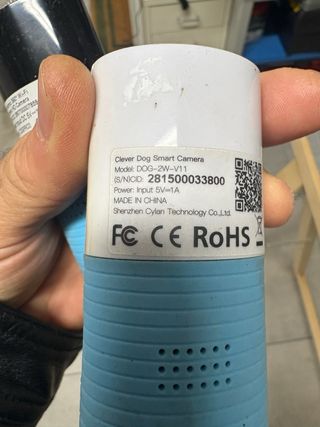 Clever Dog Smart Camera
Model: DOG-2W-V11
(S/N)CID: 281500033800
Power: Input 5V⎓1A
MADE IN CHINA
Shenzhen Cylan Technology Co.,Ltd.
FC CE RoHS